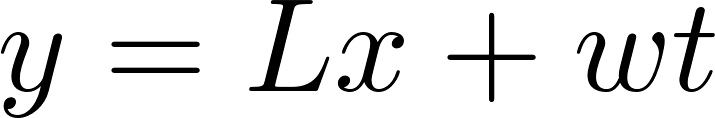 y = Lx + wt